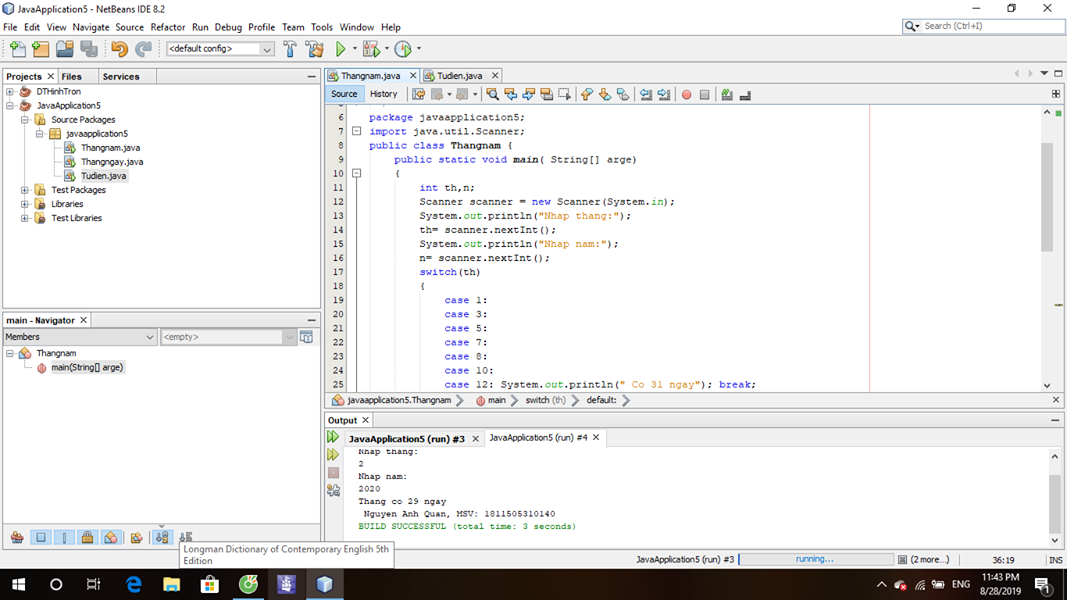 JavaApplication5 - NetBeans IDE 8.2
File Edit View Navigate Source Refactor Run Debug Profile Team Tools Window Help
Search (Ctrl+I)
<default config>
Projects Files Services
DTHinhTron
JavaApplication5
Source Packages
javaapplication5
Thangnam.java
Thangngay.java
Tudien.java
Test Packages
Libraries
Test Libraries
main - Navigator
Members <empty>
Thangnam
main(String[] arge)
Thangnam.java Tudien.java
Source History
6 package javaapplication5;
7 import java.util.Scanner;
8 public class Thangnam {
9 public static void main( String[] arge)
10 {
11 int th,n;
12 Scanner scanner = new Scanner(System.in);
13 System.out.println("Nhap thang:");
14 th= scanner.nextInt();
15 System.out.println("Nhap nam:");
16 n= scanner.nextInt();
17 switch(th)
18 {
19 case 1:
20 case 3:
21 case 5:
22 case 7:
23 case 8:
24 case 10:
25 case 12: System.out.println(" Co 31 ngay"); break;
javaapplication5.Thangnam main switch (th) default:
Output
JavaApplication5 (run) #3 JavaApplication5 (run) #4
Nhap thang:
2
Nhap nam:
2020
Thang co 29 ngay
Nguyen Anh Quan, MSV: 1811505310140
BUILD SUCCESSFUL (total time: 3 seconds)
Longman Dictionary of Contemporary English 5th
Edition
JavaApplication5 (run) #3 running... (2 more...) 36:19 INS
ENG
11:43 PM
8/28/2019
1